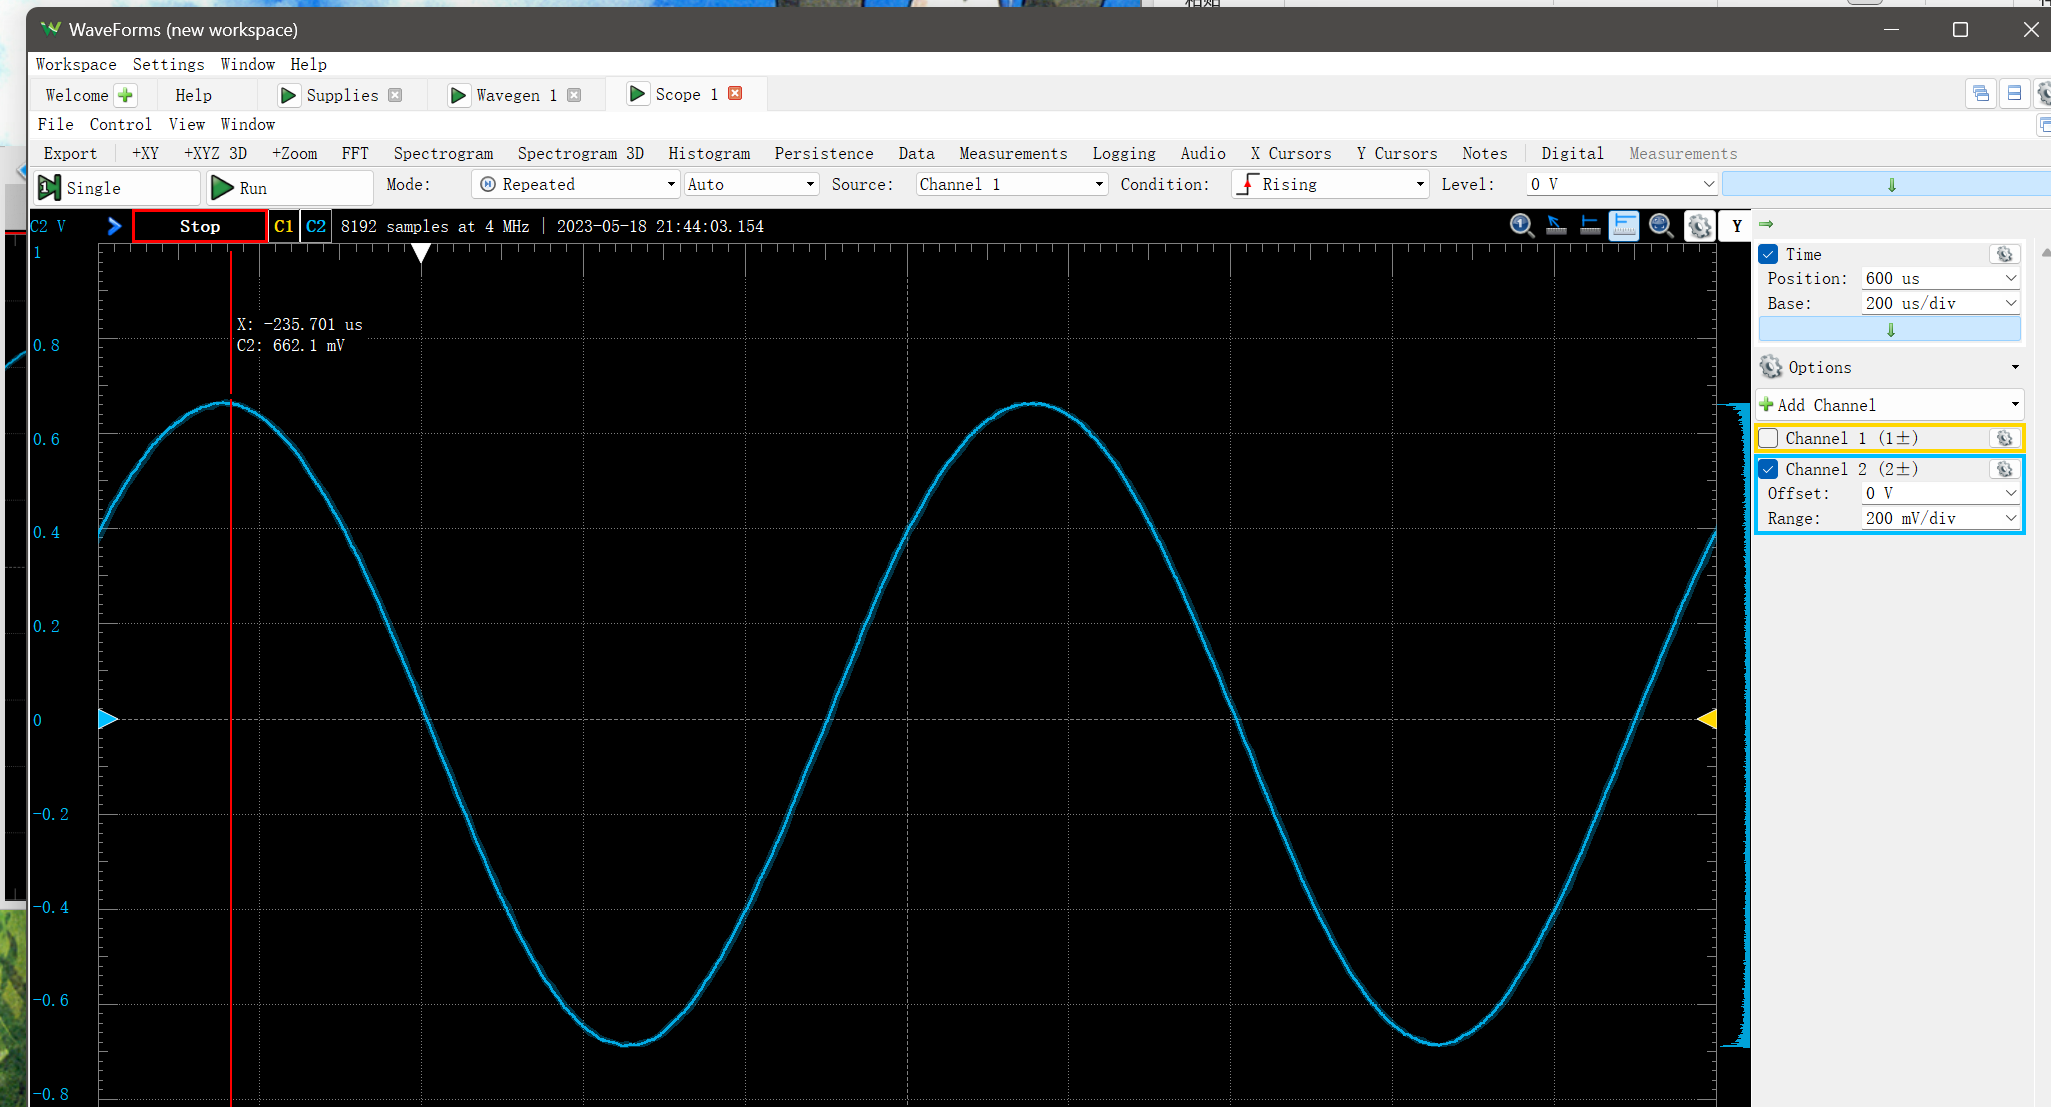 WaveForms (new workspace)
Workspace Settings Window Help
Welcome Help Supplies Wavegen 1 Scope 1
File Control View Window
Export +XY +XYZ 3D +Zoom FFT Spectrogram Spectrogram 3D Histogram Persistence Data Measurements Logging Audio X Cursors Y Cursors Notes Digital Measurements
Single Run Mode: Repeated Auto Source: Channel 1 Condition: Rising Level: 0 V
C2 V Stop C1 C2 8192 samples at 4 MHz | 2023-05-18 21:44:03.154 Y
1
Time
Position: 600 us
Base: 200 us/div
X: -235.701 us
C2: 662.1 mV
0.8
Options
Add Channel
0.6
Channel 1 (1±)
Channel 2 (2±)
Offset: 0 V
Range: 200 mV/div
0.4
0.2
0
-0.2
-0.4
-0.6
-0.8